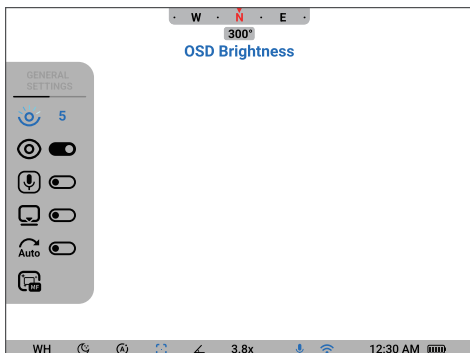 · W · N · E ·
300°
OSD Brightness
GENERAL
SETTINGS
5
Auto
MF
WH (A) 3.8x 12:30 AM